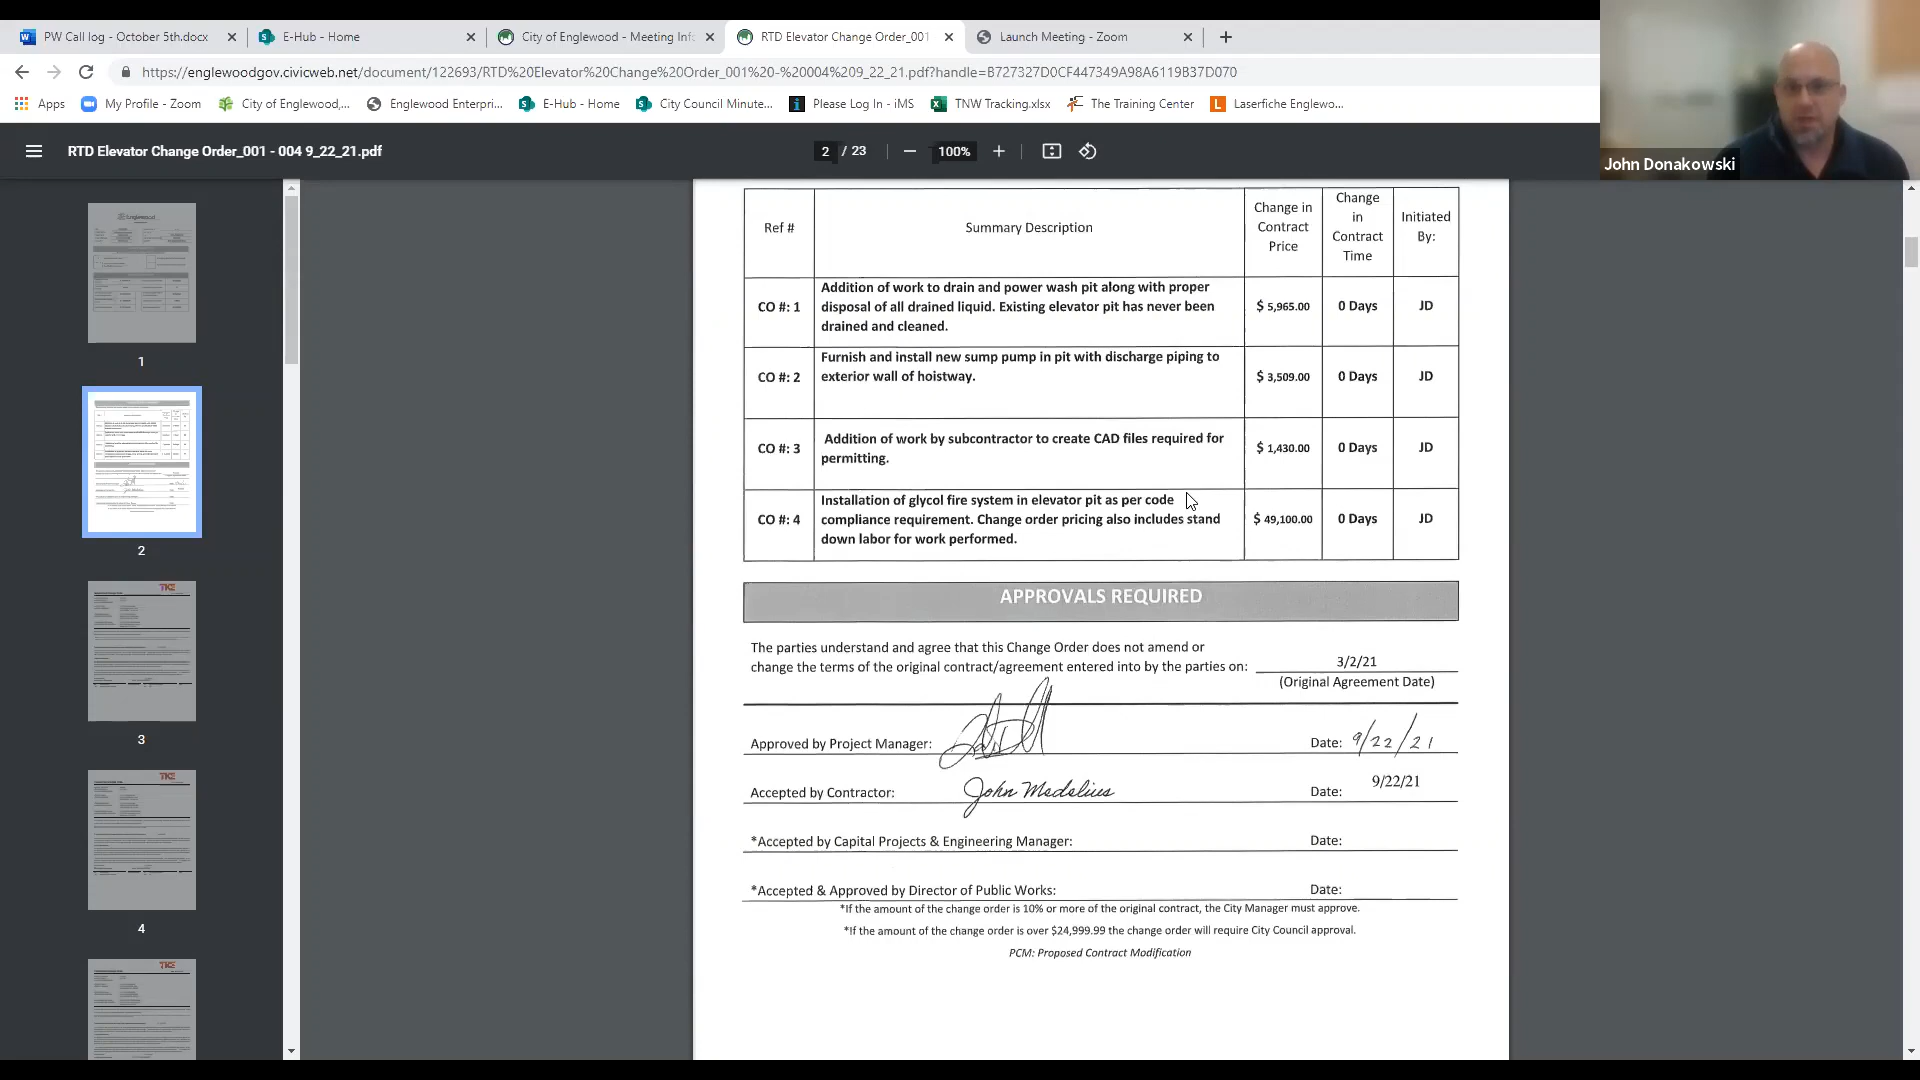 PW Call log - October 5th.docx
E-Hub - Home
City of Englewood - Meeting Inf
RTD Elevator Change Order_001
Launch Meeting - Zoom
https://englewoodgov.civicweb.net/document/122693/RTD%20Elevator%20Change%20Order_001%20-%20004%209_22_21.pdf?handle=B727327D0CF447349A98A6119B37D070
Apps
My Profile - Zoom
City of Englewood,...
Englewood Enterpri...
E-Hub - Home
City Council Minute...
Please Log In - iMS
TNW Tracking.xlsx
The Training Center
Laserfiche Englewo...
John Donakowski
RTD Elevator Change Order_001 - 004 9_22_21.pdf
2 / 23
100%
1
2
3
4
Ref #
Summary Description
Change in
Contract
Price
Change
in
Contract
Time
Initiated
By:
CO #: 1
Addition of work to drain and power wash pit along with proper
disposal of all drained liquid. Existing elevator pit has never been
drained and cleaned.
$ 5,965.00
0 Days
JD
CO #: 2
Furnish and install new sump pump in pit with discharge piping to
exterior wall of hoistway.
$ 3,509.00
0 Days
JD
CO #: 3
Addition of work by subcontractor to create CAD files required for
permitting.
$ 1,430.00
0 Days
JD
CO #: 4
Installation of glycol fire system in elevator pit as per code
compliance requirement. Change order pricing also includes stand
down labor for work performed.
$ 49,100.00
0 Days
JD
APPROVALS REQUIRED
The parties understand and agree that this Change Order does not amend or
change the terms of the original contract/agreement entered into by the parties on:
3/2/21
(Original Agreement Date)
Approved by Project Manager:
Date: 9/22/21
Accepted by Contractor: John Medelius
Date: 9/22/21
*Accepted by Capital Projects & Engineering Manager:
Date:
*Accepted & Approved by Director of Public Works:
Date:
*If the amount of the change order is 10% or more of the original contract, the City Manager must approve.
*If the amount of the change order is over $24,999.99 the change order will require City Council approval.
PCM: Proposed Contract Modification